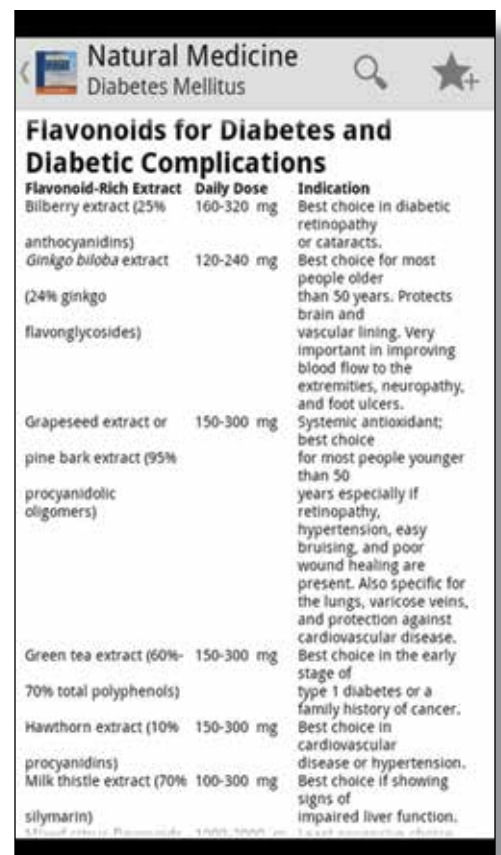 Natural Medicine
Diabetes Mellitus
Flavonoids for Diabetes and
Diabetic Complications
Flavonoid-Rich Extract Daily Dose Indication
Bilberry extract (25% 160-320 mg Best choice in diabetic
retinopathy
anthocyanidins) or cataracts.
Ginkgo biloba extract 120-240 mg Best choice for most
people older
(24% ginkgo than 50 years. Protects
brain and
flavonglycosides) vascular lining. Very
important in improving
blood flow to the
extremities, neuropathy,
and foot ulcers.
Grapeseed extract or 150-300 mg Systemic antioxidant;
best choice
pine bark extract (95% for most people younger
than 50
procyanidolic years especially if
oligomers) retinopathy,
hypertension, easy
bruising, and poor
wound healing are
present. Also specific for
the lungs, varicose veins,
and protection against
cardiovascular disease.
Green tea extract (60%- 150-300 mg Best choice in the early
stage of
70% total polyphenols) type 1 diabetes or a
family history of cancer.
Hawthorn extract (10% 150-300 mg Best choice in
cardiovascular
procyanidins) disease or hypertension.
Milk thistle extract (70% 100-300 mg Best choice if showing
signs of
silymarin) impaired liver function.